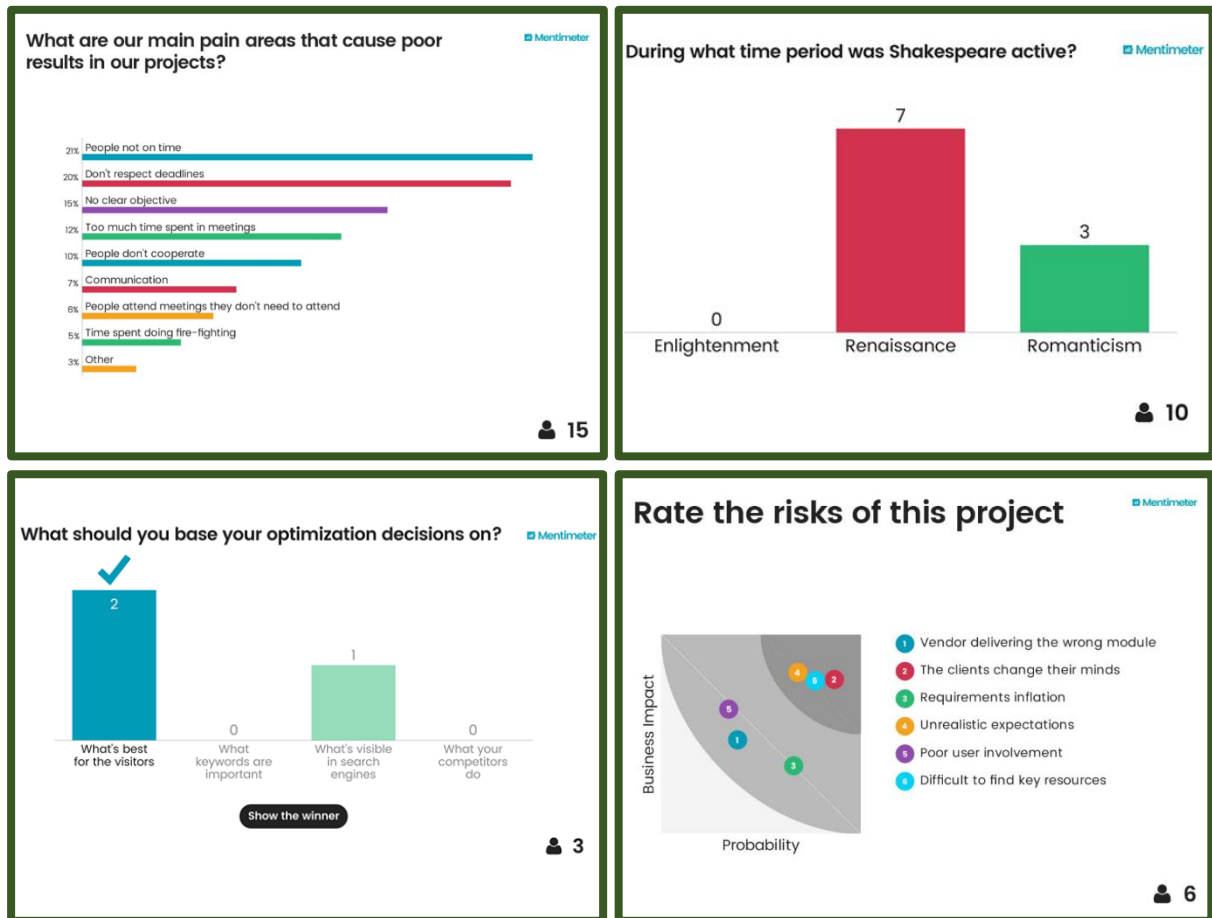 What are our main pain areas that cause poor
results in our projects?
Mentimeter
21% People not on time
20% Don't respect deadlines
15% No clear objective
12% Too much time spent in meetings
10% People don't cooperate
7% Communication
6% People attend meetings they don't need to attend
5% Time spent doing fire-fighting
3% Other
15
During what time period was Shakespeare active?
Mentimeter
0
7
3
Enlightenment
Renaissance
Romanticism
10
What should you base your optimization decisions on?
Mentimeter
2
0
1
0
What's best
for the visitors
What
keywords are
important
What's visible
in search
engines
What your
competitors
do
Show the winner
3
Rate the risks of this project
Mentimeter
Business Impact
Probability
4
6
2
5
1
3
1 Vendor delivering the wrong module
2 The clients change their minds
3 Requirements inflation
4 Unrealistic expectations
5 Poor user involvement
6 Difficult to find key resources
6